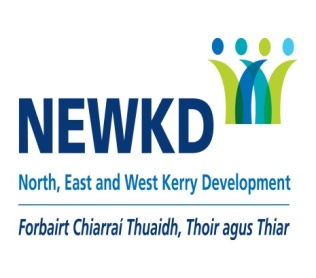 NEWKD
North, East and West Kerry Development
Forbairt Chiarraí Thuaidh, Thoir agus Thiar